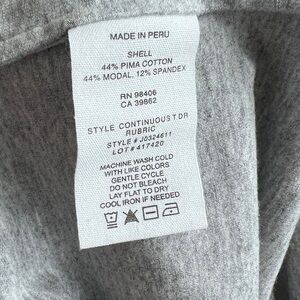 MADE IN PERU
SHELL
44% PIMA COTTON
44% MODAL, 12% SPANDEX
RN 98406
CA 39862
STYLE CONTINUOUS T DR
RUBRIC
STYLE # J0324611
LOT # 417420
MACHINE WASH COLD
WITH LIKE COLORS
GENTLE CYCLE
DO NOT BLEACH
LAY FLAT TO DRY
COOL IRON IF NEEDED